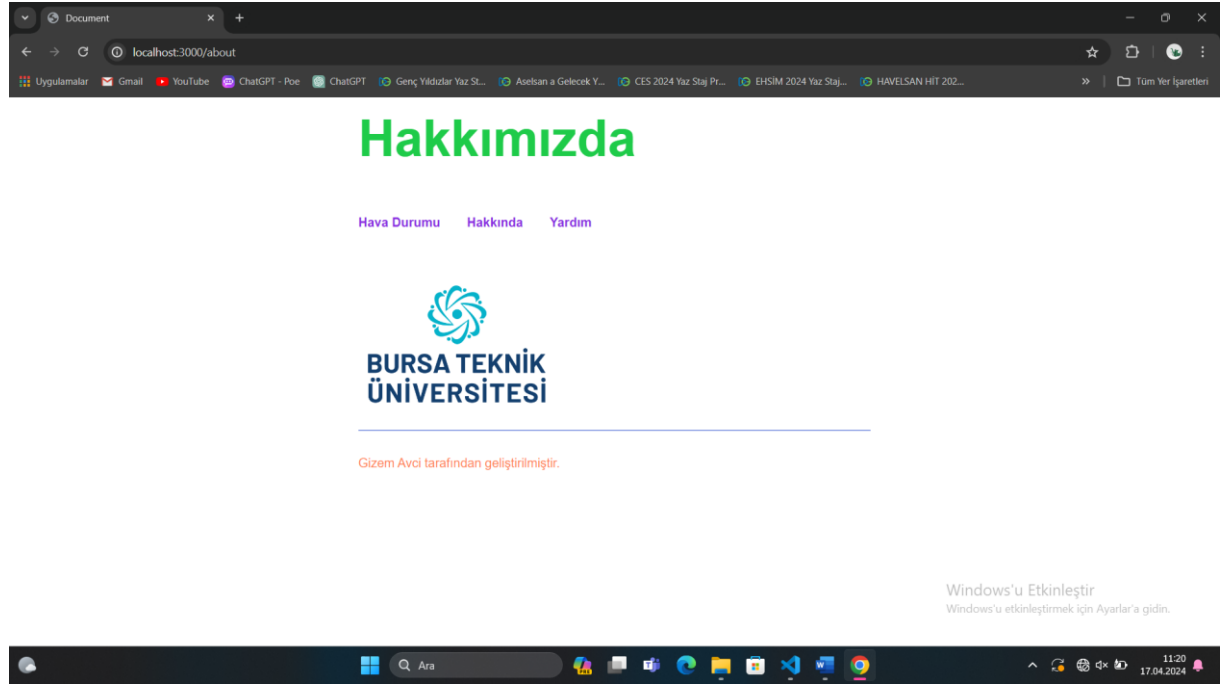 Document
localhost:3000/about
Uygulamalar Gmail YouTube ChatGPT - Poe ChatGPT Genç Yıldızlar Yaz St... Aselsan a Gelecek Y... CES 2024 Yaz Staj Pr... EHSİM 2024 Yaz Staj... HAVELSAN HİT 202... » Tüm Yer İşaretleri
Hakkımızda
Hava Durumu Hakkında Yardım
BURSA TEKNİK
ÜNİVERSİTESİ
Gizem Avci tarafından geliştirilmiştir.
Windows'u Etkinleştir
Windows'u etkinleştirmek için Ayarlar'a gidin.
Ara
11:20
17.04.2024